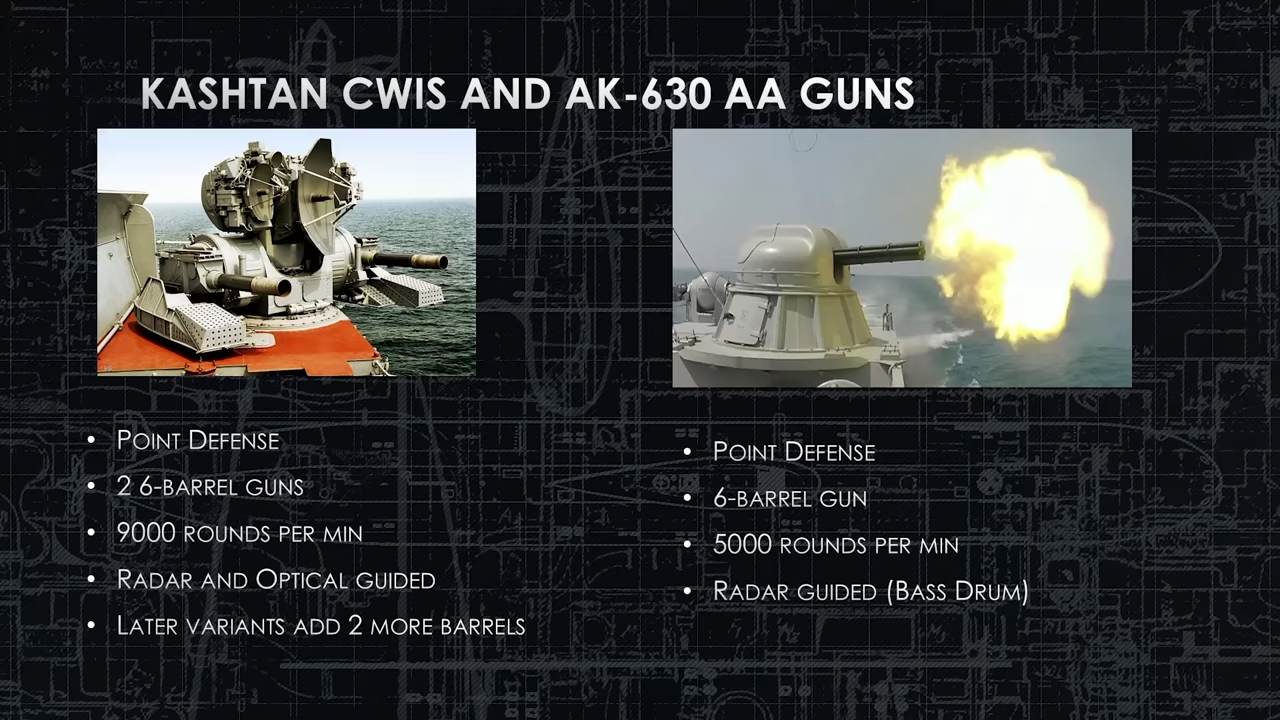 KASHTAN CWIS AND AK-630 AA GUNS
• POINT DEFENSE
• 2 6-BARREL GUNS
• 9000 ROUNDS PER MIN
• RADAR AND OPTICAL GUIDED
• LATER VARIANTS ADD 2 MORE BARRELS
• POINT DEFENSE
• 6-BARREL GUN
• 5000 ROUNDS PER MIN
• RADAR GUIDED (BASS DRUM)